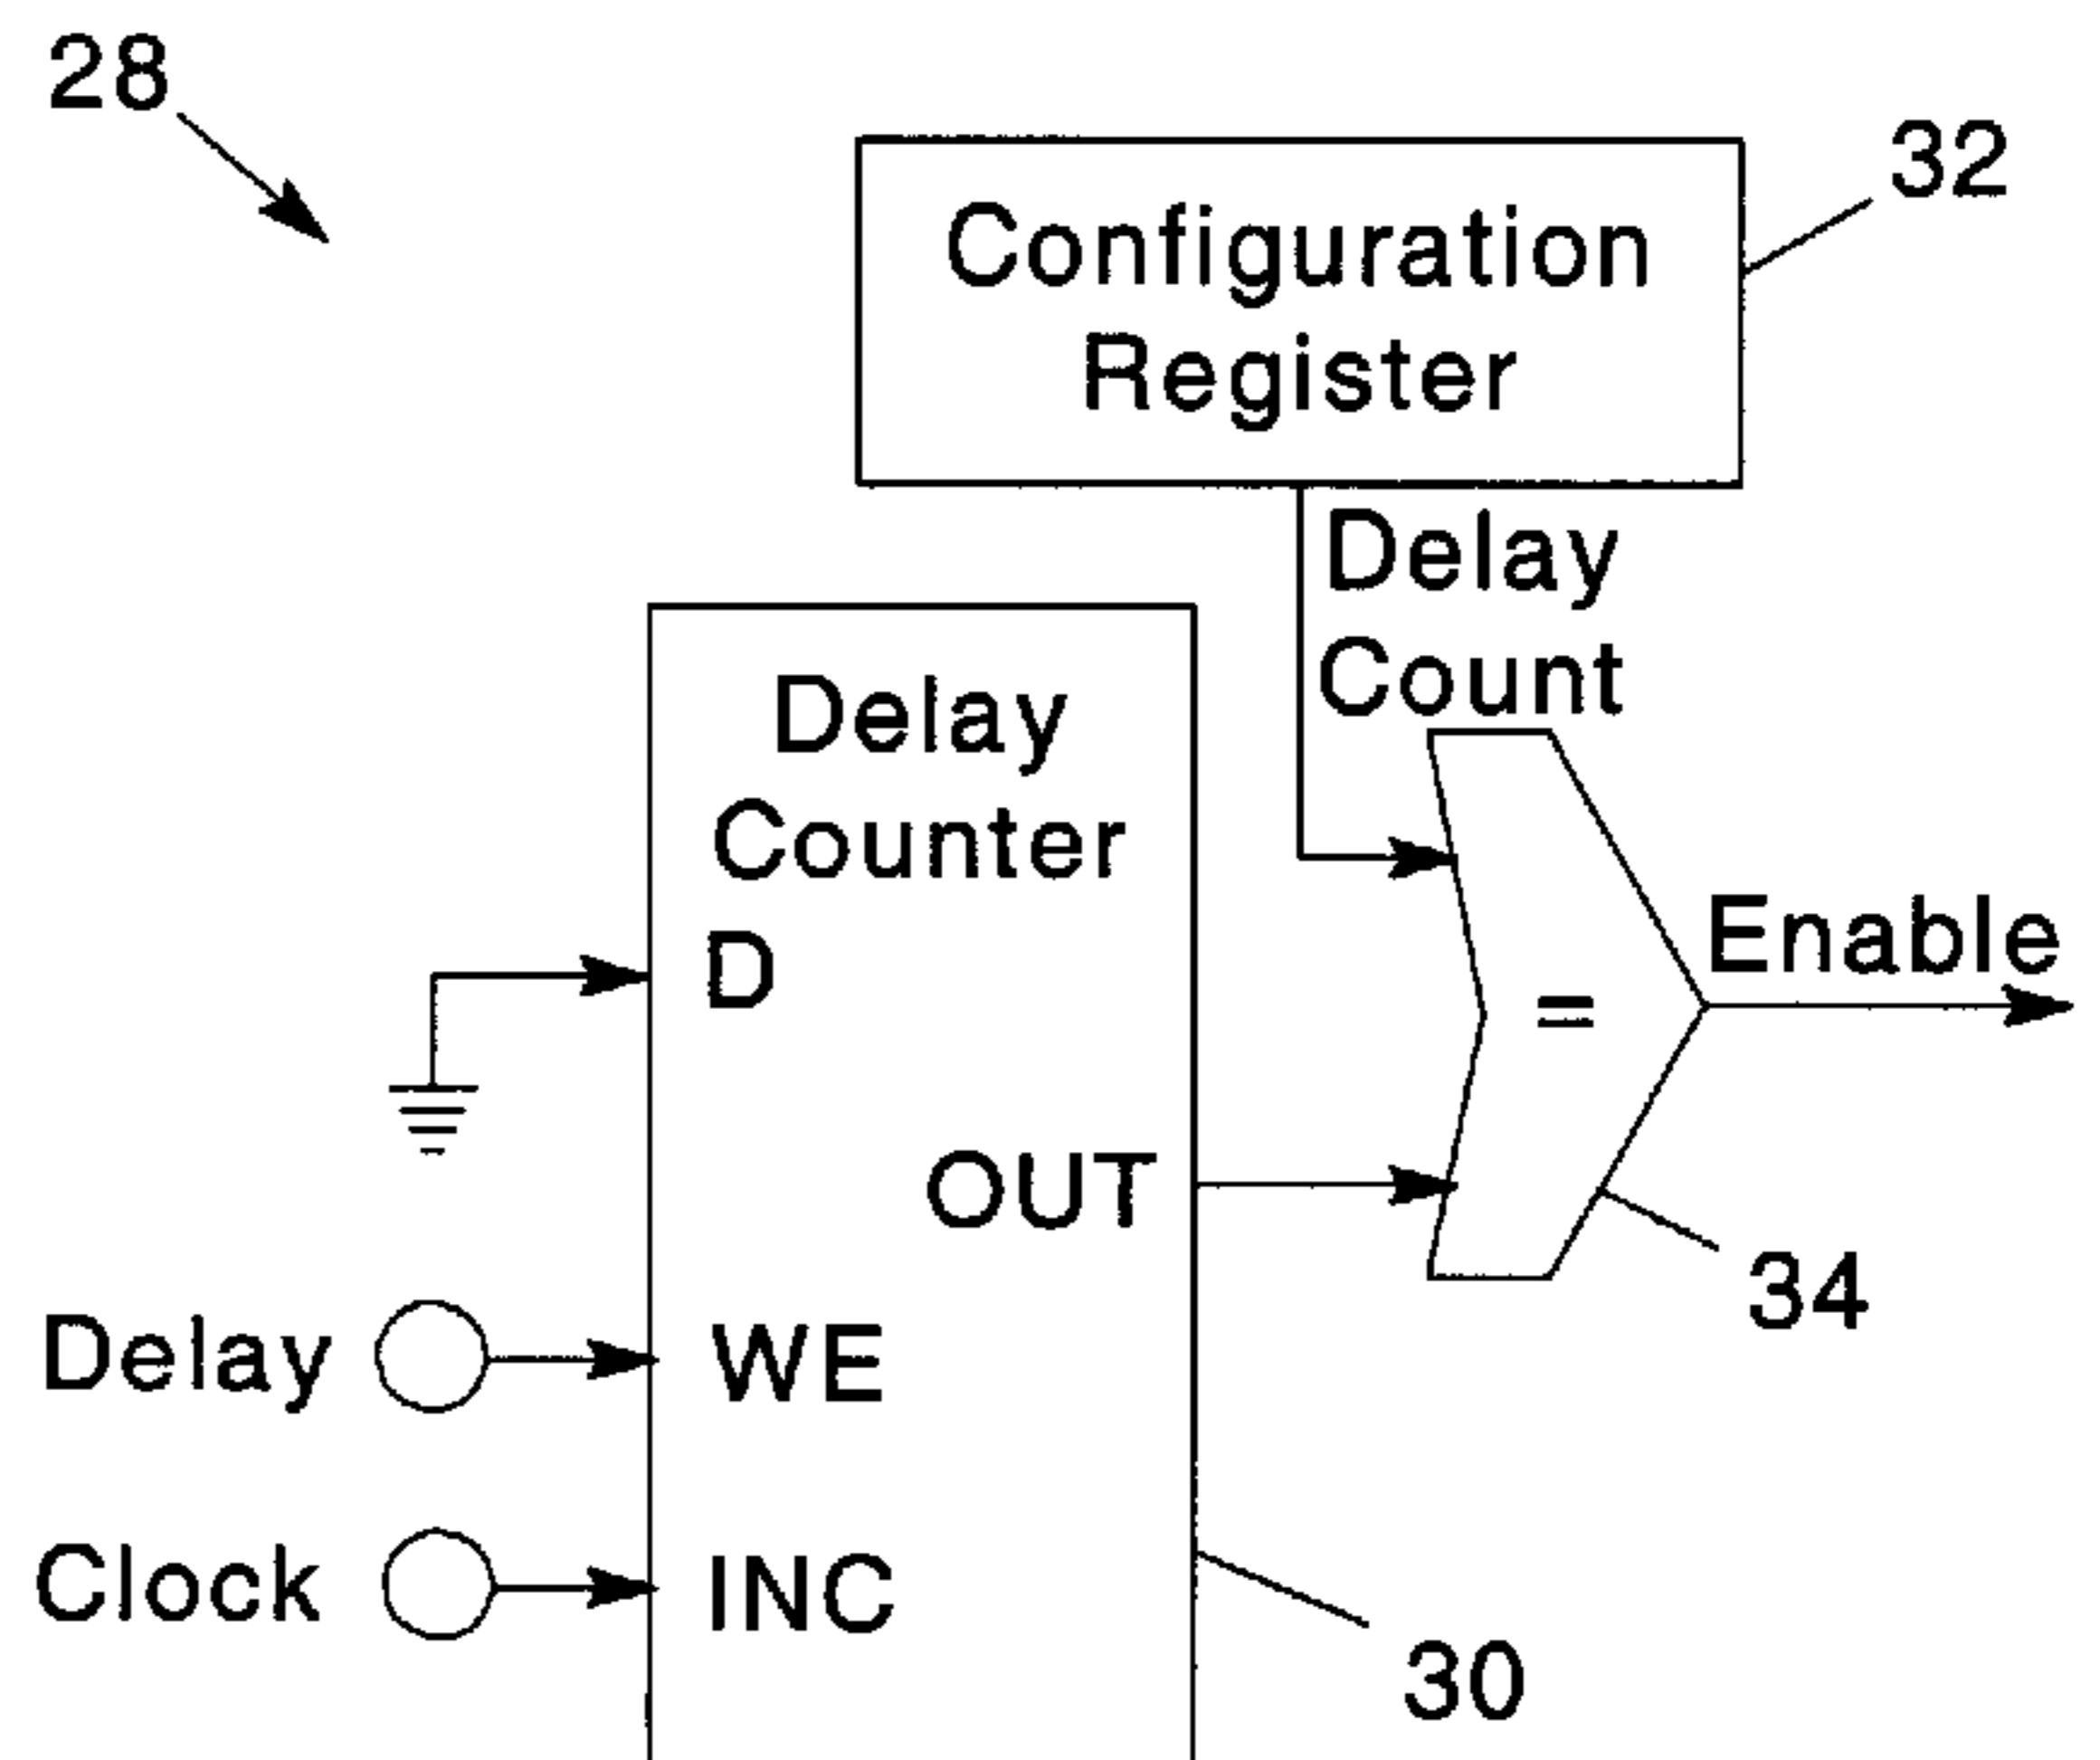 28
32
Configuration
Register
Delay
Count
Delay
Counter
D
Enable
=
OUT
34
Delay
WE
Clock
INC
30